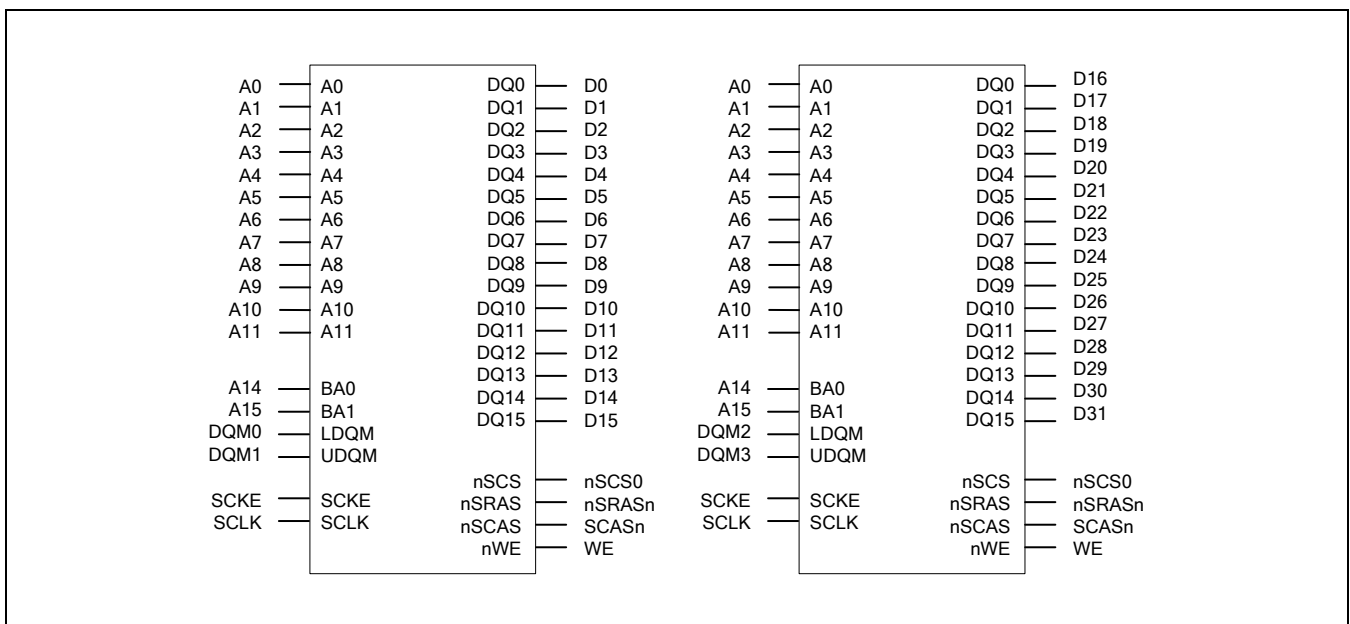 A0 A0 DQ0 D0 A0 A0 DQ0 D16
A1 A1 DQ1 D1 A1 A1 DQ1 D17
A2 A2 DQ2 D2 A2 A2 DQ2 D18
A3 A3 DQ3 D3 A3 A3 DQ3 D19
A4 A4 DQ4 D4 A4 A4 DQ4 D20
A5 A5 DQ5 D5 A5 A5 DQ5 D21
A6 A6 DQ6 D6 A6 A6 DQ6 D22
A7 A7 DQ7 D7 A7 A7 DQ7 D23
A8 A8 DQ8 D8 A8 A8 DQ8 D24
A9 A9 DQ9 D9 A9 A9 DQ9 D25
A10 A10 DQ10 D10 A10 A10 DQ10 D26
A11 A11 DQ11 D11 A11 A11 DQ11 D27
DQ12 D12 DQ12 D28
DQ13 D13 DQ13 D29
A14 BA0 DQ14 D14 A14 BA0 DQ14 D30
A15 BA1 DQ15 D15 A15 BA1 DQ15 D31
DQM0 LDQM DQM2 LDQM
DQM1 UDQM DQM3 UDQM
nSCS nSCS0 nSCS nSCS0
SCKE SCKE nSRAS nSRASn SCKE SCKE nSRAS nSRASn
SCLK SCLK nSCAS SCASn SCLK SCLK nSCAS SCASn
nWE WE nWE WE